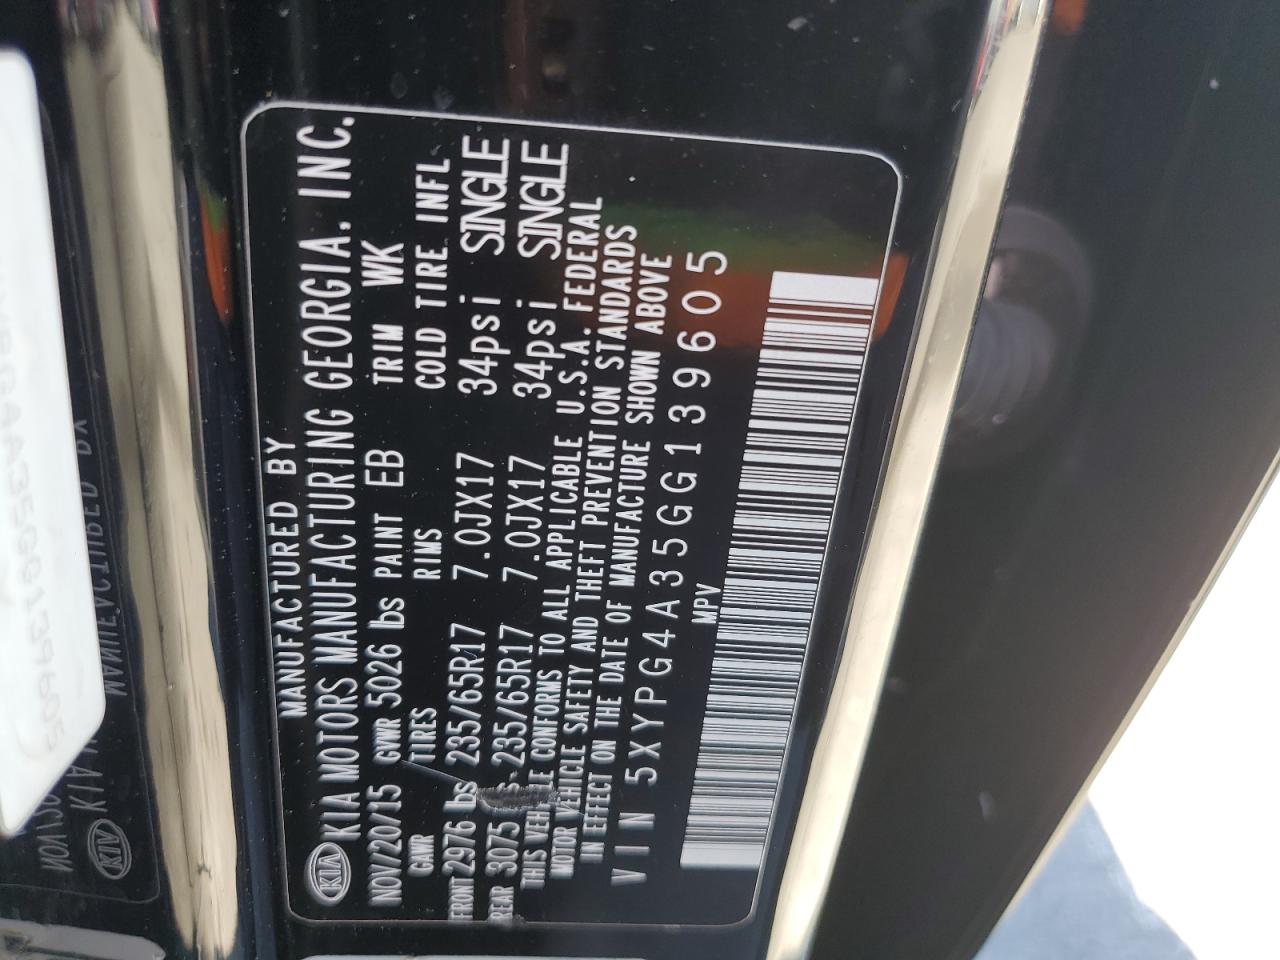 MANUFACTURED BY
KIA KIA MOTORS MANUFACTURING GEORGIA, INC.
NOV/20/15 GVWR 5026 lbs PAINT EB TRIM WK
GAWR TIRES RIMS COLD TIRE INFL
FRONT 2976 lbs 235/65R17 7.0JX17 34psi SINGLE
REAR 3075 235/65R17 7.0JX17 34psi SINGLE
THIS VEHICLE CONFORMS TO ALL APPLICABLE U.S.A. FEDERAL
MOTOR VEHICLE SAFETY AND THEFT PREVENTION STANDARDS
IN EFFECT ON THE DATE OF MANUFACTURE SHOWN ABOVE
VIN 5XYPG4A35GG139605
MPV